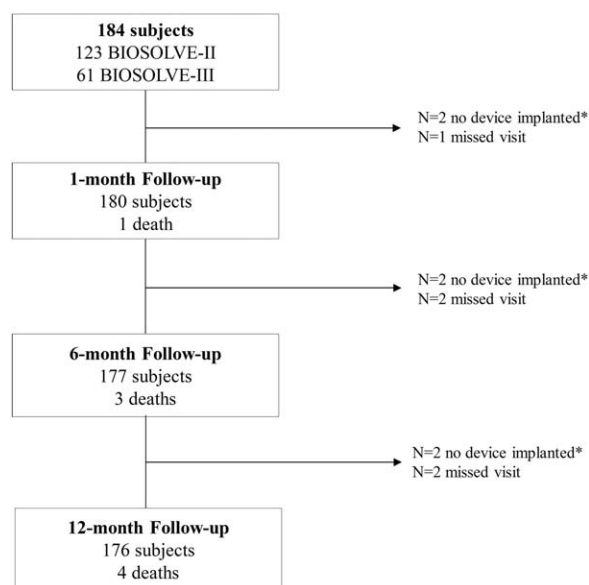 184 subjects
123 BIOSOLVE-II
61 BIOSOLVE-III
N=2 no device implanted*
N=1 missed visit
1-month Follow-up
180 subjects
1 death
N=2 no device implanted*
N=2 missed visit
6-month Follow-up
177 subjects
3 deaths
N=2 no device implanted*
N=2 missed visit
12-month Follow-up
176 subjects
4 deaths